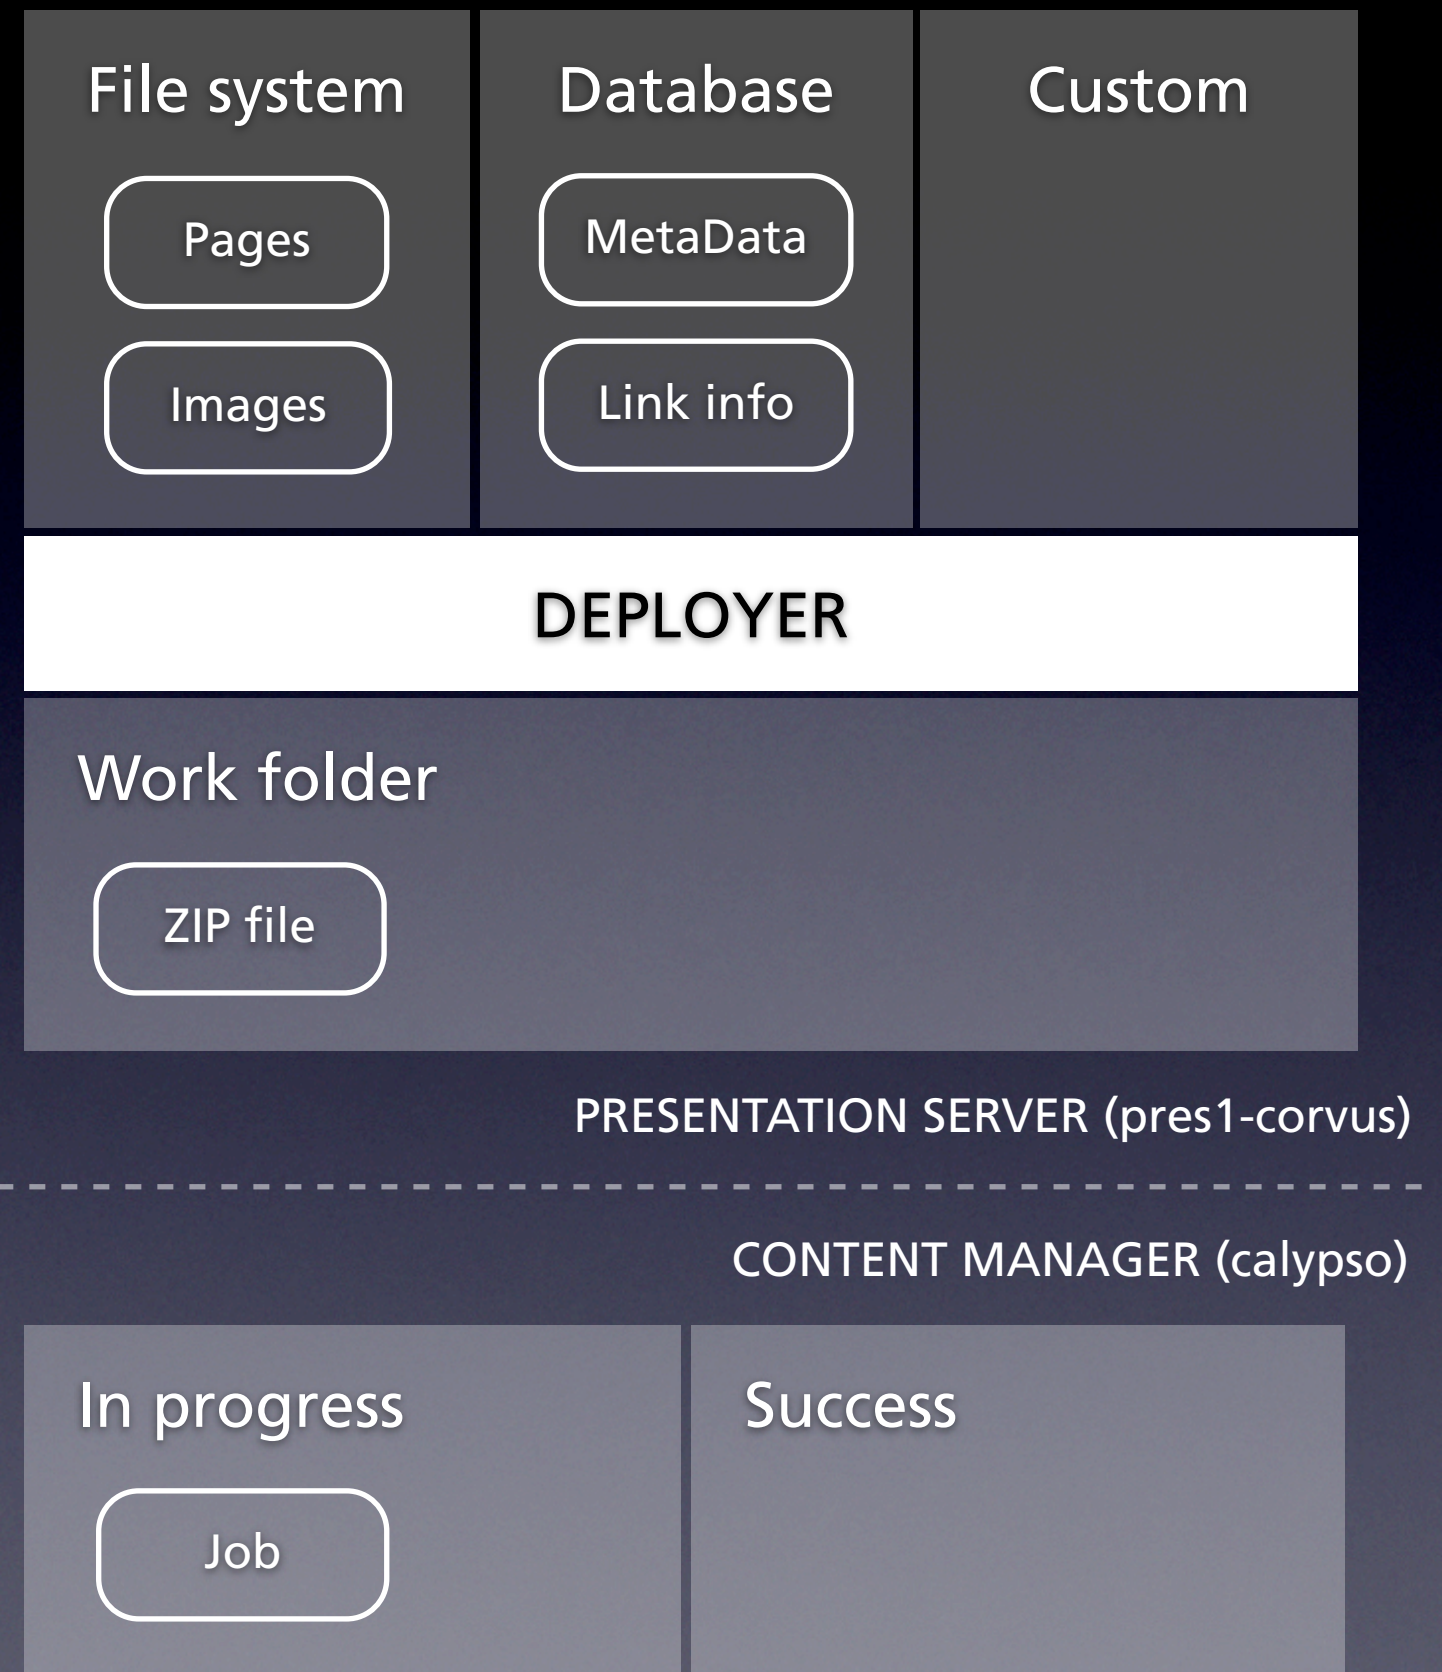 File system
Database
Custom
Pages
MetaData
Images
Link info
DEPLOYER
Work folder
ZIP file
PRESENTATION SERVER (pres1-corvus)
CONTENT MANAGER (calypso)
In progress
Success
Job